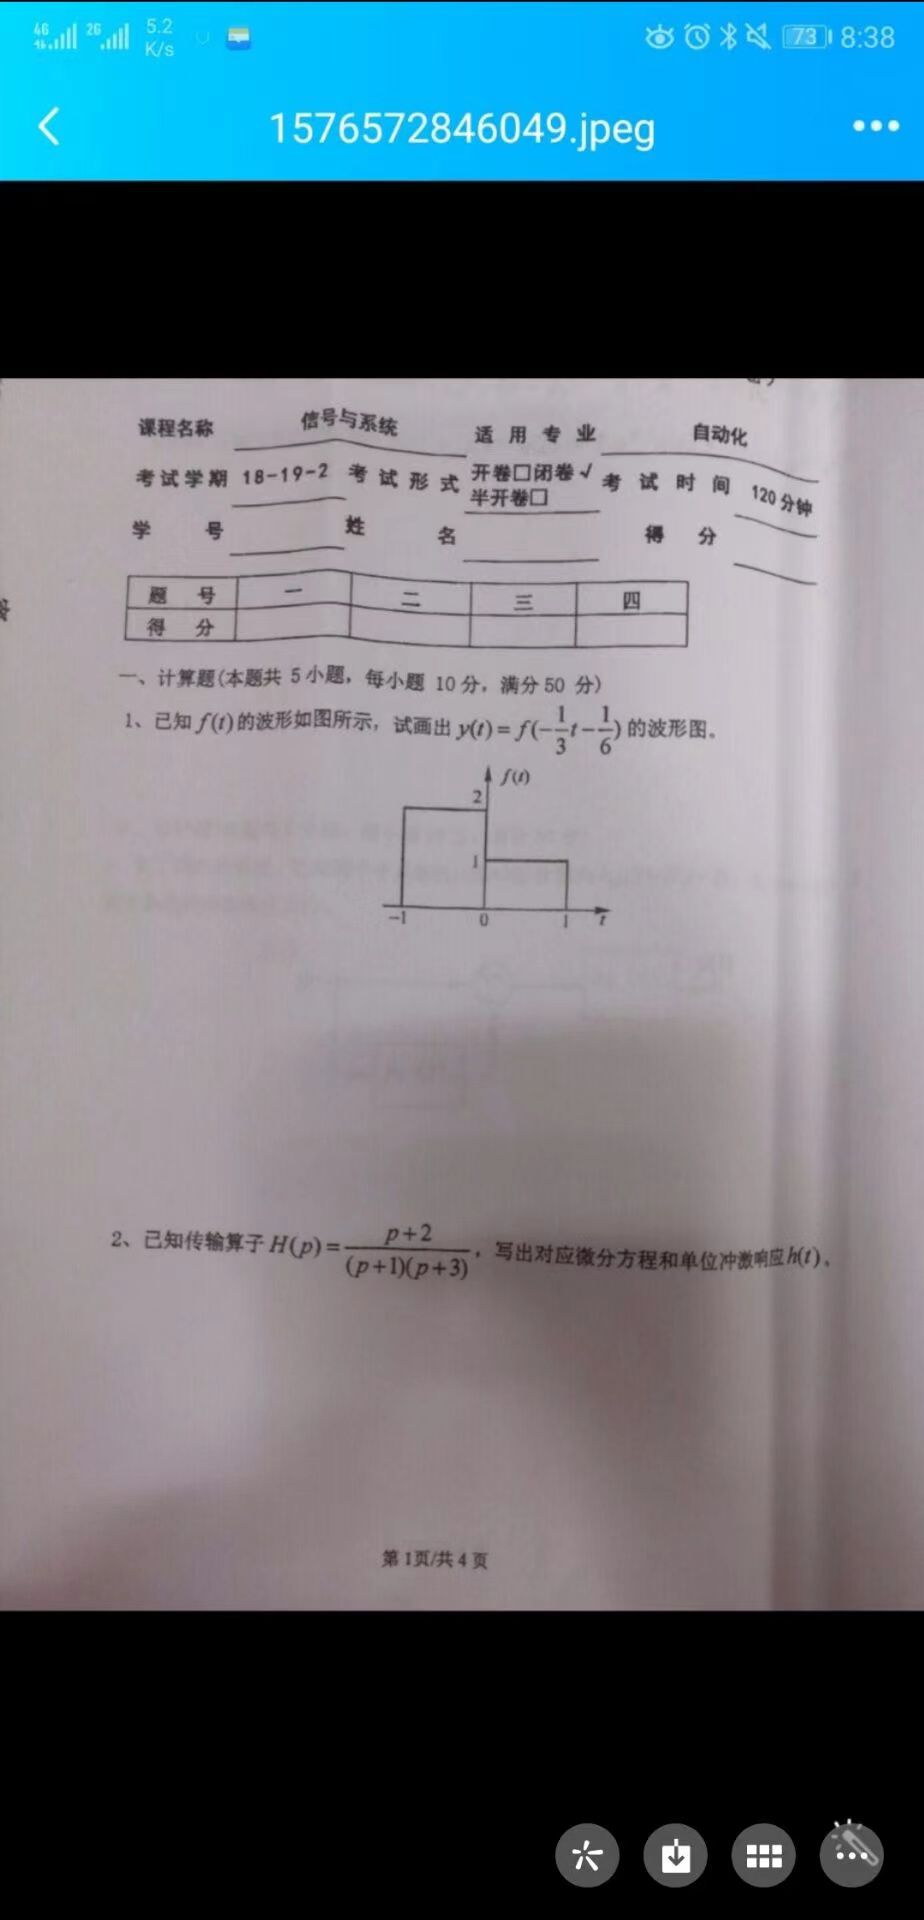 4G 2G 5.2 K/s 73 8:38
1576572846049.jpeg
课程名称 信号与系统 适用专业 自动化
考试学期 18-19-2 考试形式 开卷□闭卷√ 半开卷□ 考试时间 120分钟
学号 姓名 得分
题号 一 二 三 四
得分
一、计算题(本题共 5小题，每小题 10分，满分50 分)
1、已知 f(t)的波形如图所示，试画出 y(t)=f(-1/3t-1/6) 的波形图。
f(t)
2
1
-1 0 1 t
2、已知传输算子 H(p)=p+2/(p+1)(p+3)，写出对应微分方程和单位冲激响应h(t)。
第 1页/共 4 页